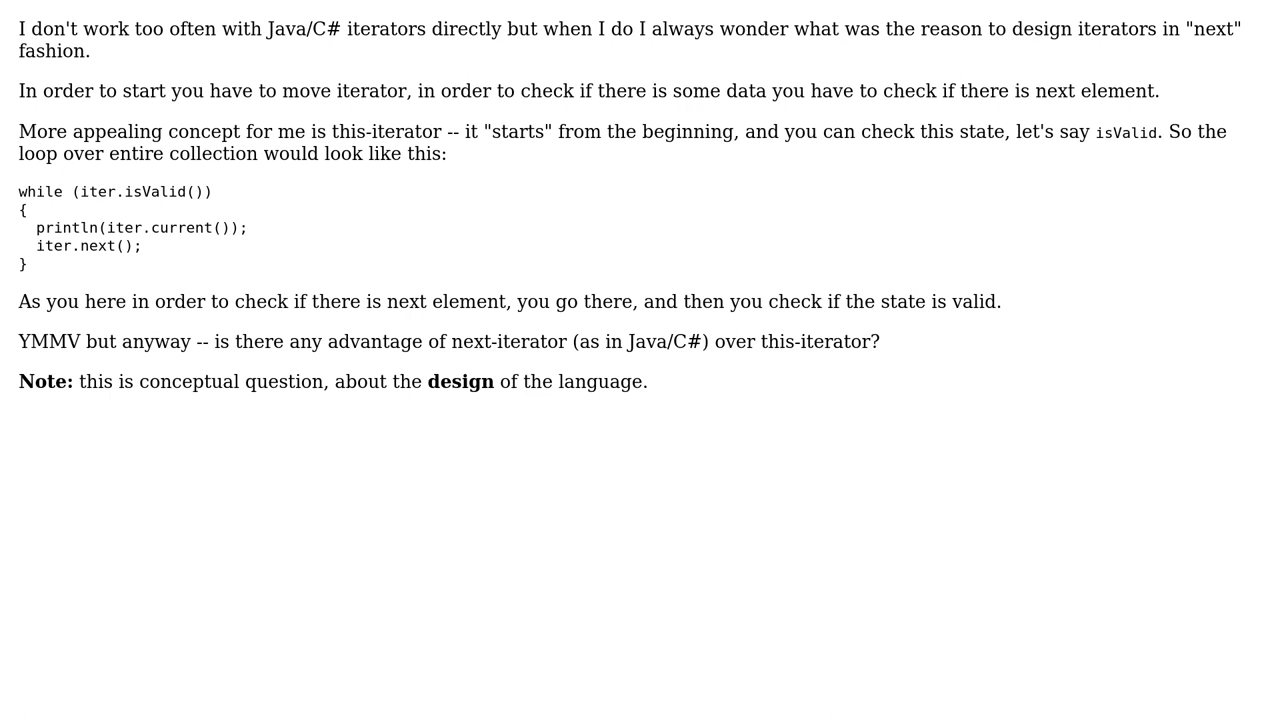 I don't work too often with Java/C# iterators directly but when I do I always wonder what was the reason to design iterators in "next"
fashion.
In order to start you have to move iterator, in order to check if there is some data you have to check if there is next element.
More appealing concept for me is this-iterator -- it "starts" from the beginning, and you can check this state, let's say isValid. So the
loop over entire collection would look like this:
while (iter.isValid())
{
  println(iter.current());
  iter.next();
}
As you here in order to check if there is next element, you go there, and then you check if the state is valid.
YMMV but anyway -- is there any advantage of next-iterator (as in Java/C#) over this-iterator?
Note: this is conceptual question, about the design of the language.